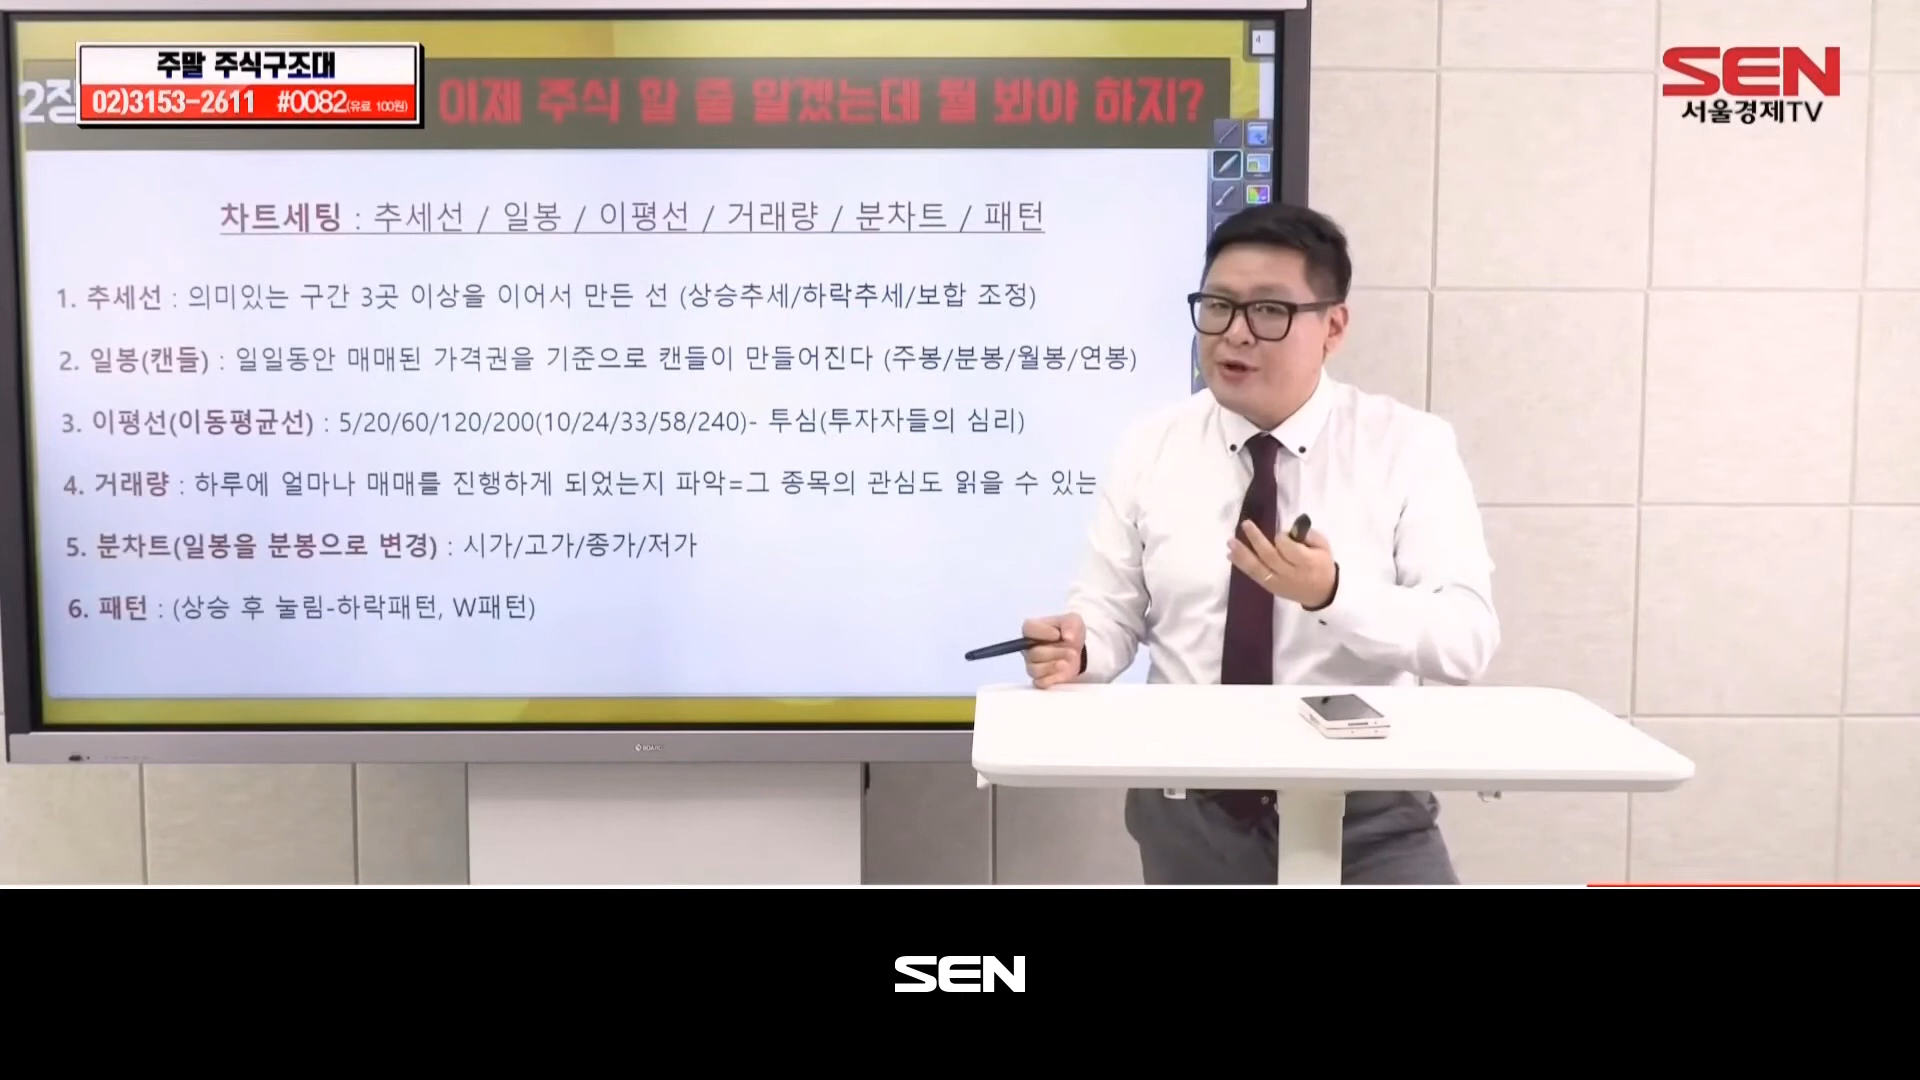 주말 주식구조대
02)3153-2611 #0082(유료 100원)
SEN
서울경제TV
4
2장
이제 주식 할 줄 알겠는데 뭘 봐야 하지?
차트세팅 : 추세선 / 일봉 / 이평선 / 거래량 / 분차트 / 패턴
1. 추세선 : 의미있는 구간 3곳 이상을 이어서 만든 선 (상승추세/하락추세/보합 조정)
2. 일봉(캔들) : 일일동안 매매된 가격권을 기준으로 캔들이 만들어진다 (주봉/분봉/월봉/연봉)
3. 이평선(이동평균선) : 5/20/60/120/200(10/24/33/58/240)- 투심(투자자들의 심리)
4. 거래량 : 하루에 얼마나 매매를 진행하게 되었는지 파악=그 종목의 관심도 읽을 수 있는
5. 분차트(일봉을 분봉으로 변경) : 시가/고가/종가/저가
6. 패턴 : (상승 후 눌림-하락패턴, W패턴)
SEN